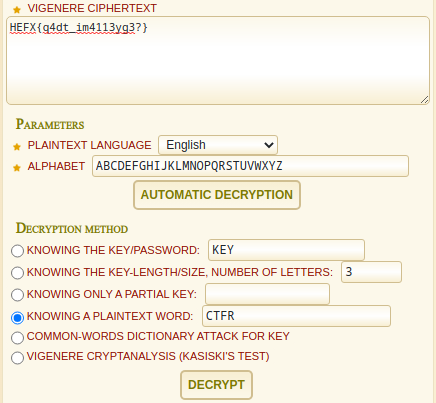 VIGENERE CIPHERTEXT
HEFX{q4dt_im4113yg3?}
PARAMETERS
PLAINTEXT LANGUAGE English
ALPHABET ABCDEFGHIJKLMNOPQRSTUVWXYZ
AUTOMATIC DECRYPTION
DECRYPTION METHOD
KNOWING THE KEY/PASSWORD: KEY
KNOWING THE KEY-LENGTH/SIZE, NUMBER OF LETTERS: 3
KNOWING ONLY A PARTIAL KEY:
KNOWING A PLAINTEXT WORD: CTFR
COMMON-WORDS DICTIONARY ATTACK FOR KEY
VIGENERE CRYPTANALYSIS (KASISKI'S TEST)
DECRYPT